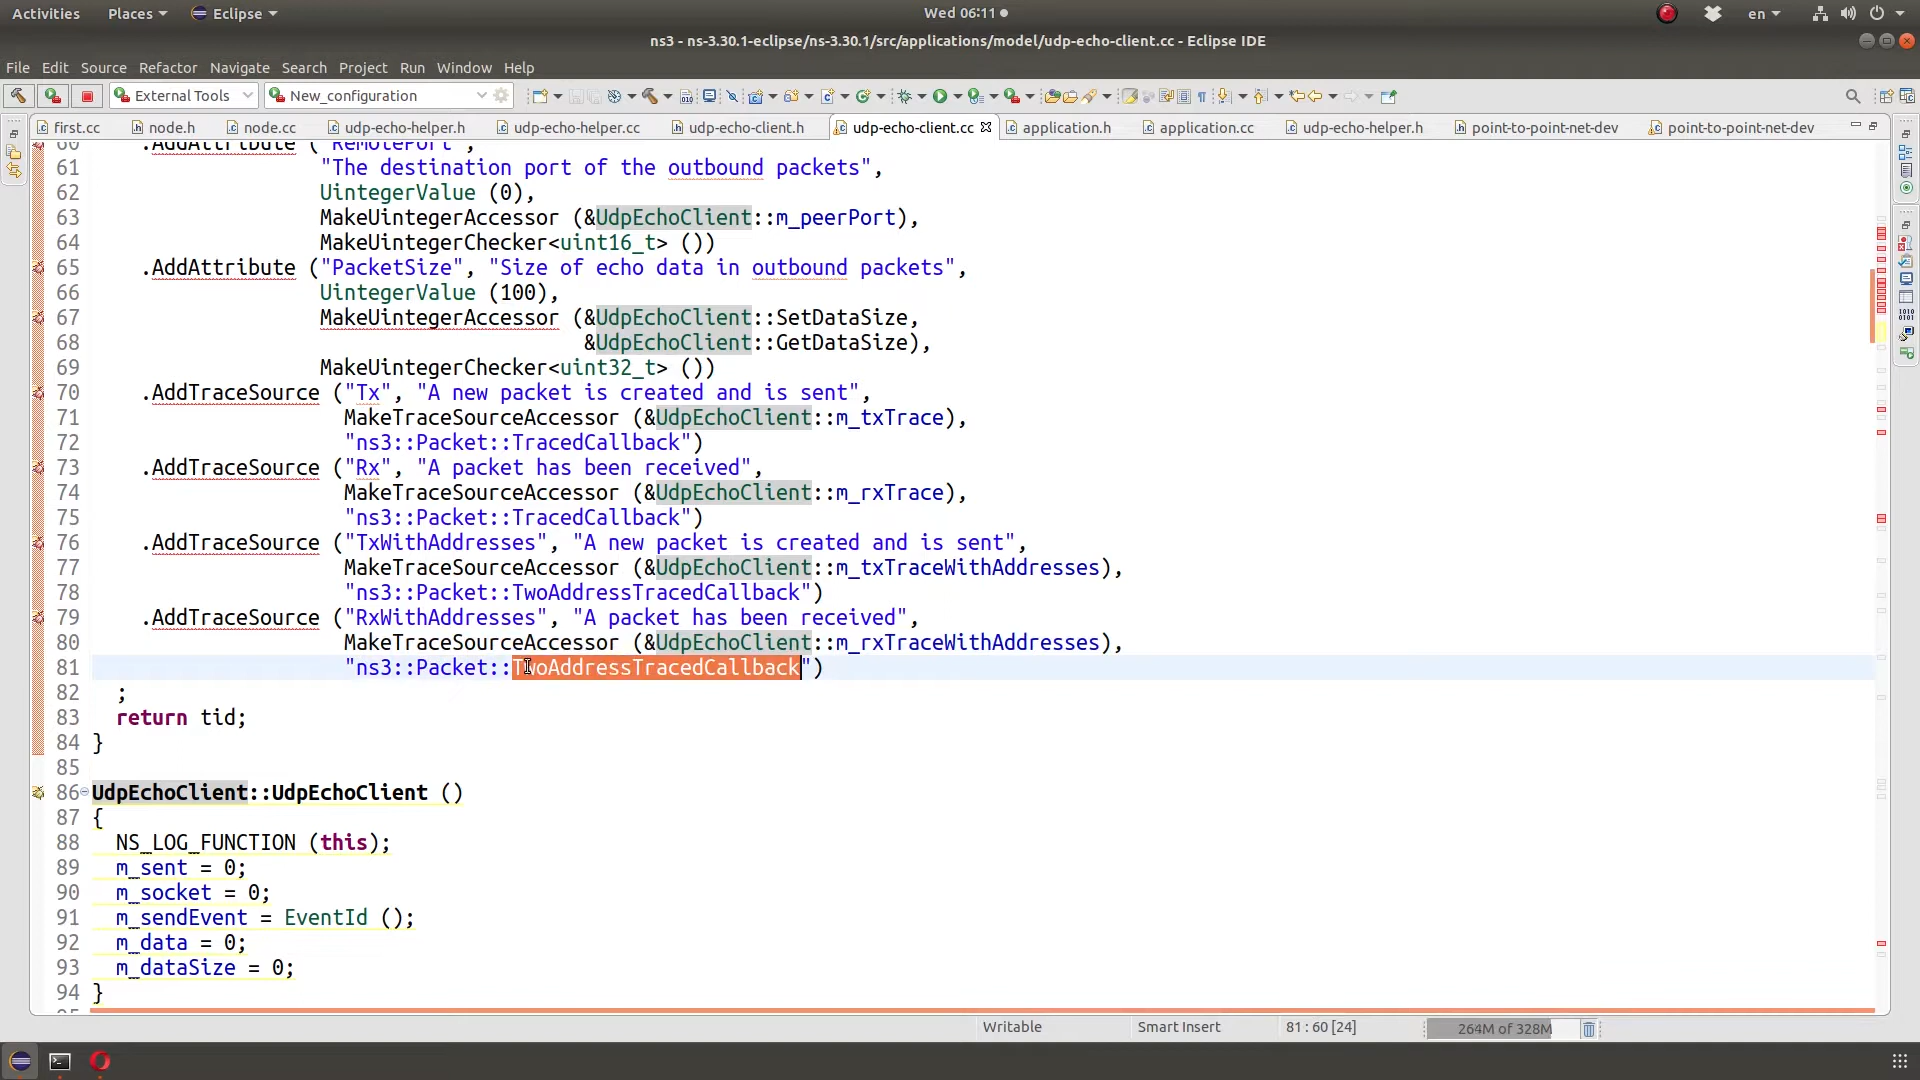 Activities Places Eclipse Wed 06:11 en
ns3 - ns-3.30.1-eclipse/ns-3.30.1/src/applications/model/udp-echo-client.cc - Eclipse IDE
File Edit Source Refactor Navigate Search Project Run Window Help
External Tools New_configuration
first.cc node.h node.cc udp-echo-helper.h udp-echo-helper.cc udp-echo-client.h udp-echo-client.cc application.h application.cc udp-echo-helper.h point-to-point-net-dev point-to-point-net-dev
60 .AddAttribute ("RemotePort",
61 "The destination port of the outbound packets",
62 UintegerValue (0),
63 MakeUintegerAccessor (&UdpEchoClient::m_peerPort),
64 MakeUintegerChecker<uint16_t> ())
65 .AddAttribute ("PacketSize", "Size of echo data in outbound packets",
66 UintegerValue (100),
67 MakeUintegerAccessor (&UdpEchoClient::SetDataSize,
68 &UdpEchoClient::GetDataSize),
69 MakeUintegerChecker<uint32_t> ())
70 .AddTraceSource ("Tx", "A new packet is created and is sent",
71 MakeTraceSourceAccessor (&UdpEchoClient::m_txTrace),
72 "ns3::Packet::TracedCallback")
73 .AddTraceSource ("Rx", "A packet has been received",
74 MakeTraceSourceAccessor (&UdpEchoClient::m_rxTrace),
75 "ns3::Packet::TracedCallback")
76 .AddTraceSource ("TxWithAddresses", "A new packet is created and is sent",
77 MakeTraceSourceAccessor (&UdpEchoClient::m_txTraceWithAddresses),
78 "ns3::Packet::TwoAddressTracedCallback")
79 .AddTraceSource ("RxWithAddresses", "A packet has been received",
80 MakeTraceSourceAccessor (&UdpEchoClient::m_rxTraceWithAddresses),
81 "ns3::Packet::TwoAddressTracedCallback")
82 ;
83 return tid;
84 }
85
86 UdpEchoClient::UdpEchoClient ()
87 {
88 NS_LOG_FUNCTION (this);
89 m_sent = 0;
90 m_socket = 0;
91 m_sendEvent = EventId ();
92 m_data = 0;
93 m_dataSize = 0;
94 }
Writable Smart Insert 81 : 60 [24] 264M of 328M